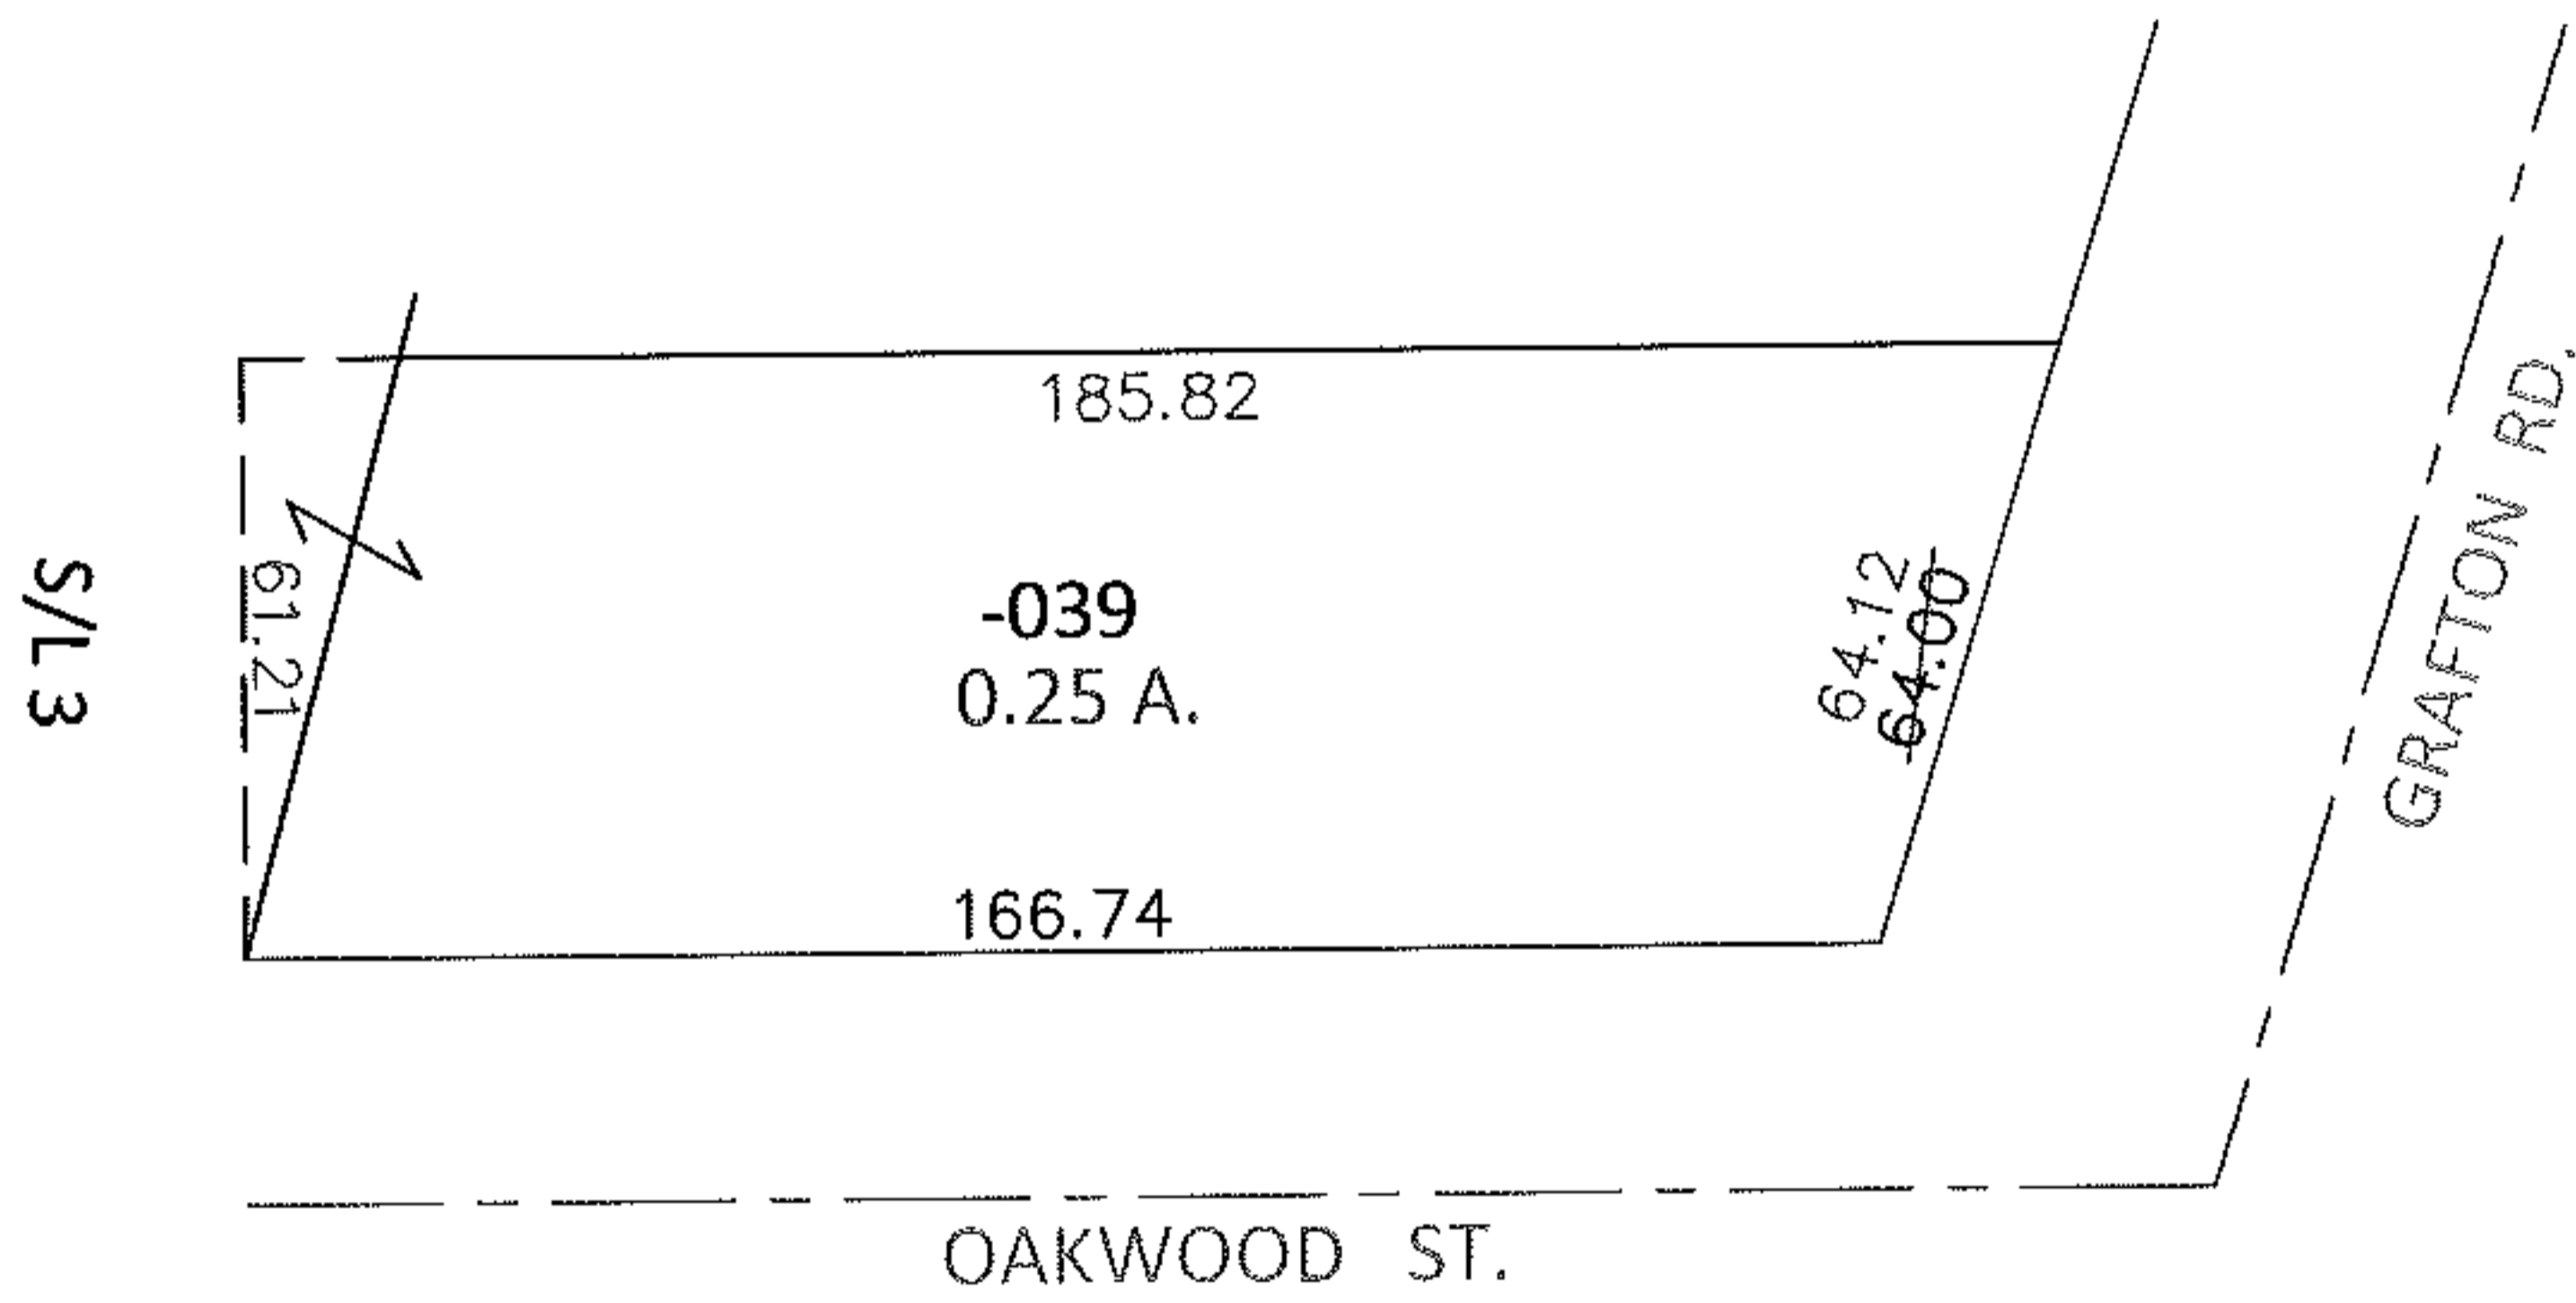 185.82
S/L 3
61.21
-039
0.25 A.
64.12
64.00
GRAFTON RD.
166.74
OAKWOOD ST.